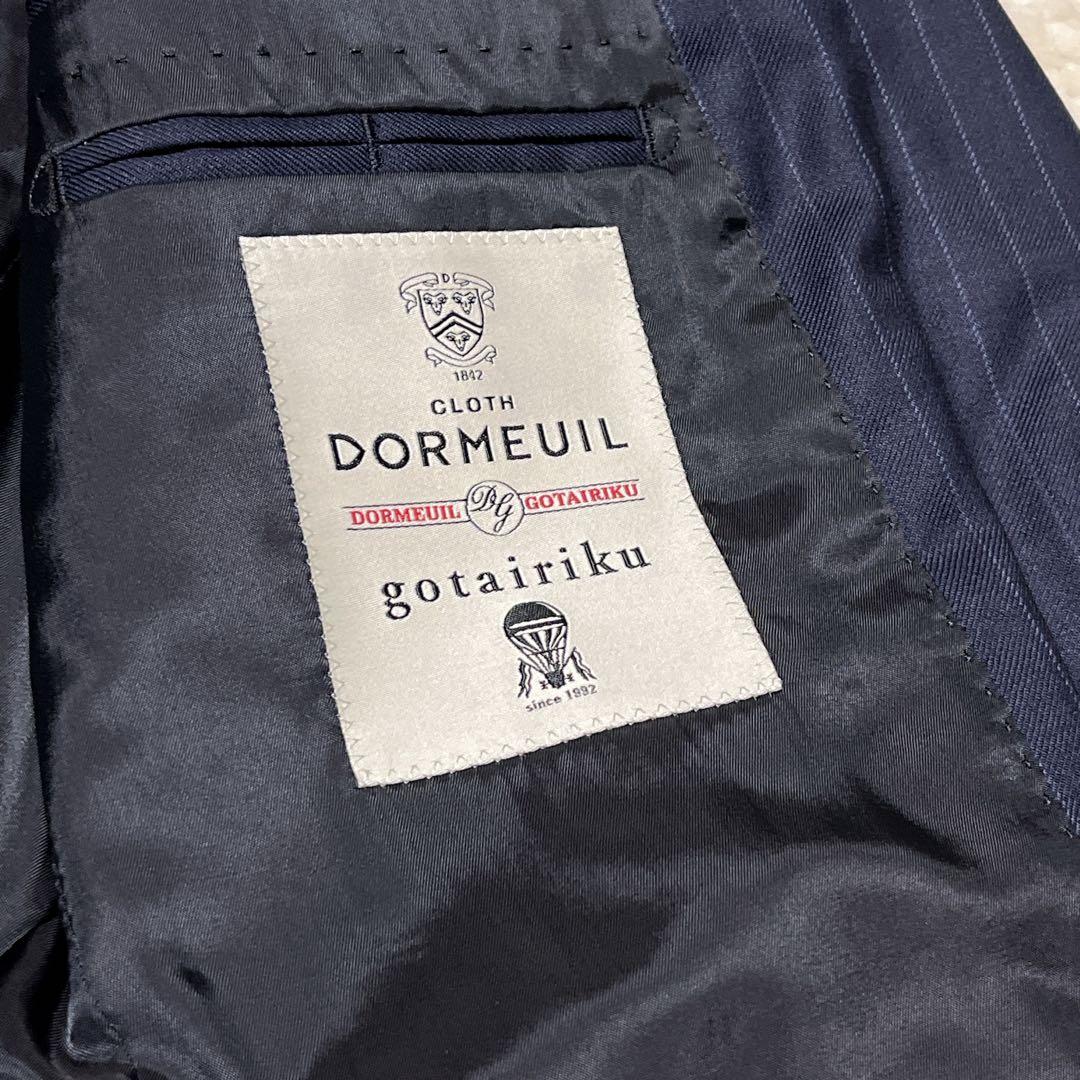 D
1842
CLOTH
DORMEUIL
DORMEUIL DG GOTAIRIKU
gotairiku
since 1992